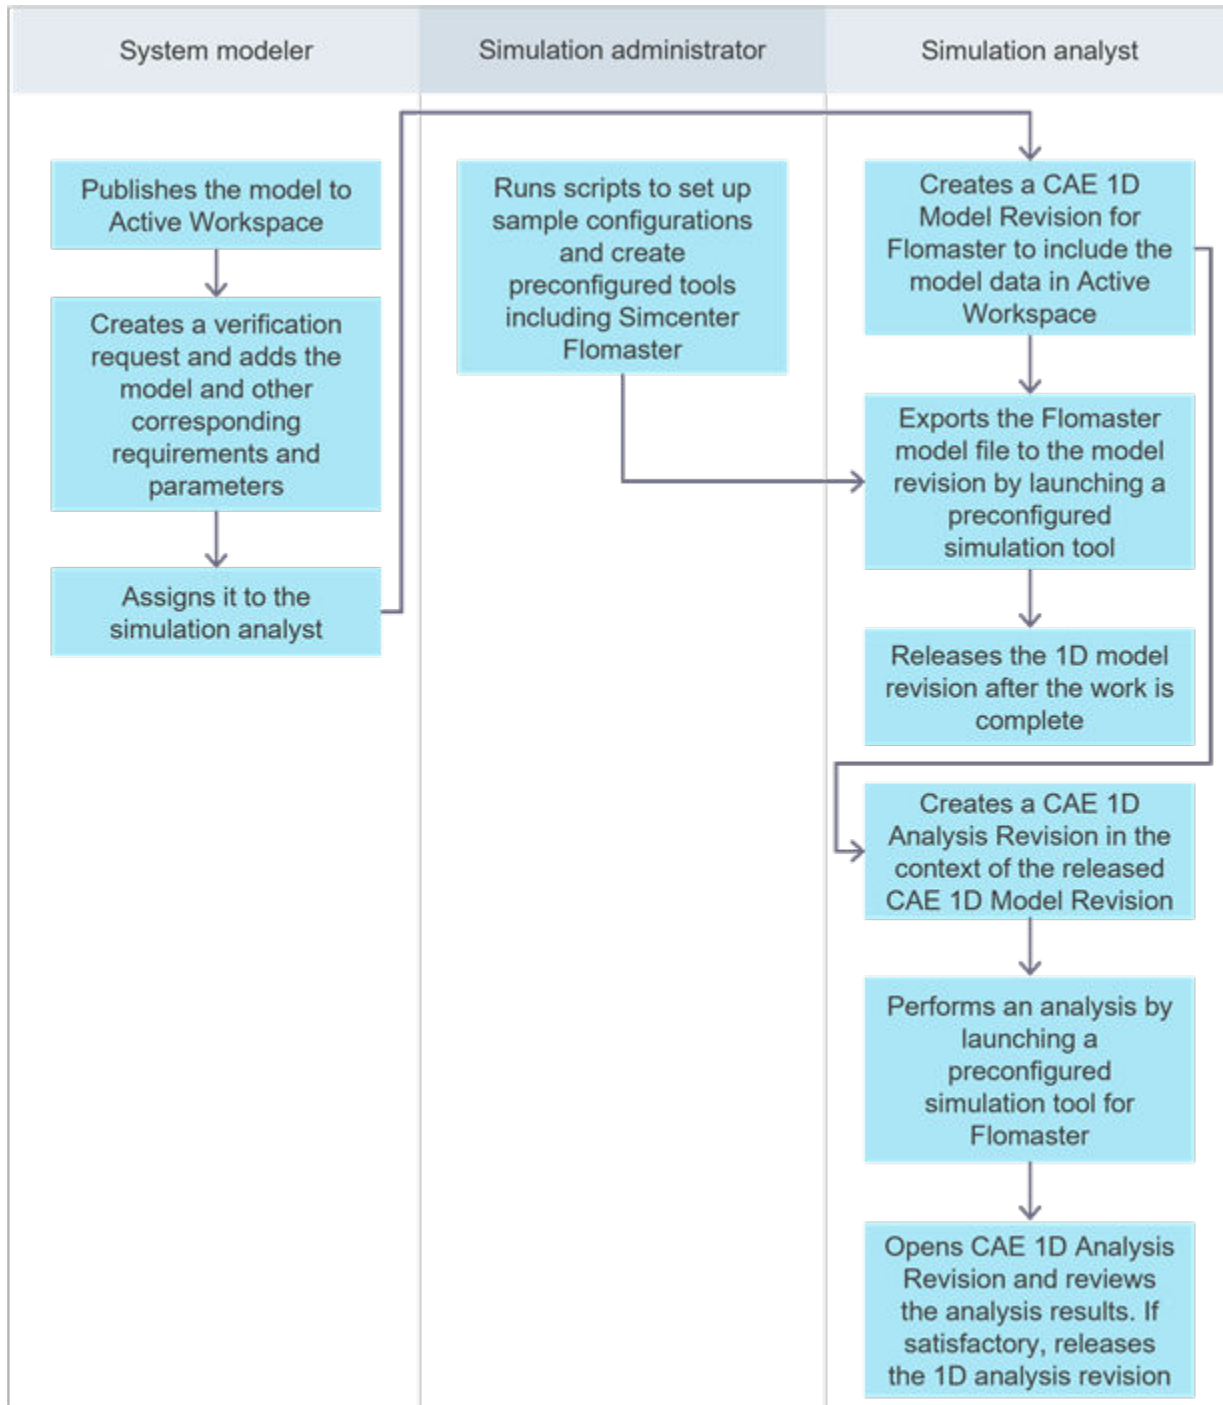 System modeler
Simulation administrator
Simulation analyst
Publishes the model to
Active Workspace
Creates a verification
request and adds the
model and other
corresponding
requirements and
parameters
Assigns it to the
simulation analyst
Runs scripts to set up
sample configurations
and create
preconfigured tools
including Simcenter
Flomaster
Creates a CAE 1D
Model Revision for
Flomaster to include the
model data in Active
Workspace
Exports the Flomaster
model file to the model
revision by launching a
preconfigured
simulation tool
Releases the 1D model
revision after the work is
complete
Creates a CAE 1D
Analysis Revision in the
context of the released
CAE 1D Model Revision
Performs an analysis by
launching a
preconfigured
simulation tool for
Flomaster
Opens CAE 1D Analysis
Revision and reviews
the analysis results. If
satisfactory, releases
the 1D analysis revision